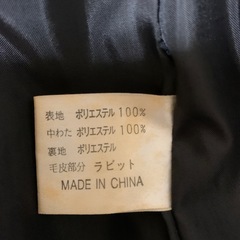 表地 ポリエステル 100%
中わた ポリエステル 100%
裏地 ポリエステル
毛皮部分 ラビット
MADE IN CHINA